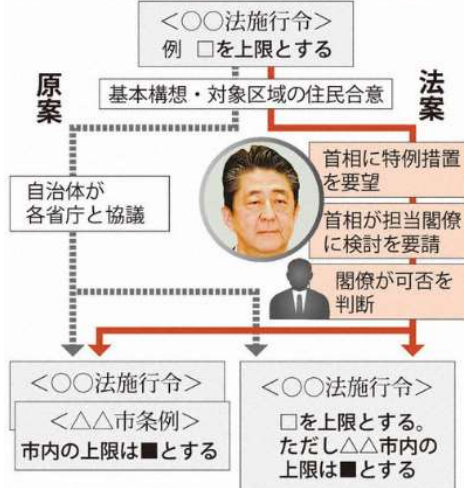 <○○法施行令>
例 □を上限とする
原案
法案
基本構想・対象区域の住民合意
自治体が
各省庁と協議
首相に特例措置
を要望
首相が担当閣僚
に検討を要請
閣僚が可否を
判断
<○○法施行令>
<△△市条例>
市内の上限は■とする
<○○法施行令>
□を上限とする。
ただし△△市内の
上限は■とする